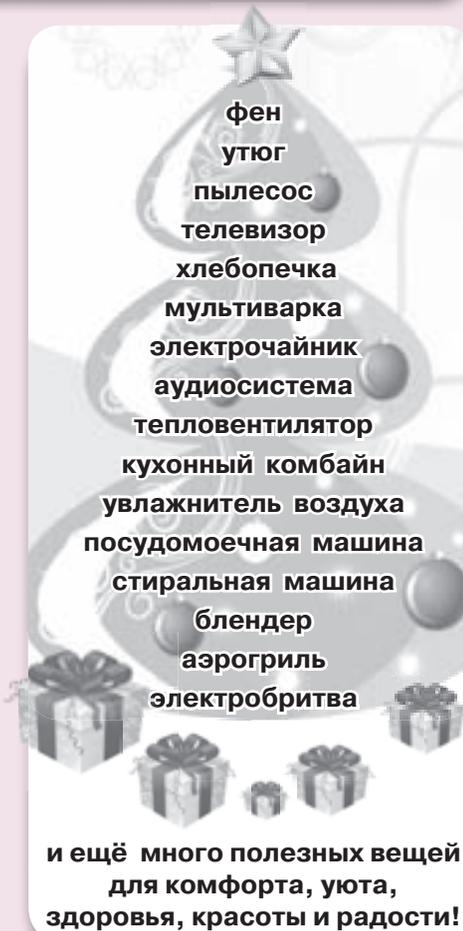 фен
утюг
пылесос
телевизор
хлебопечка
мультиварка
электрочайник
аудиосистема
тепловентилятор
кухонный комбайн
увлажнитель воздуха
посудомоечная машина
стиральная машина
блендер
аэрогриль
электробритва
и ещё много полезных вещей
для комфорта, уюта,
здоровья, красоты и радости!